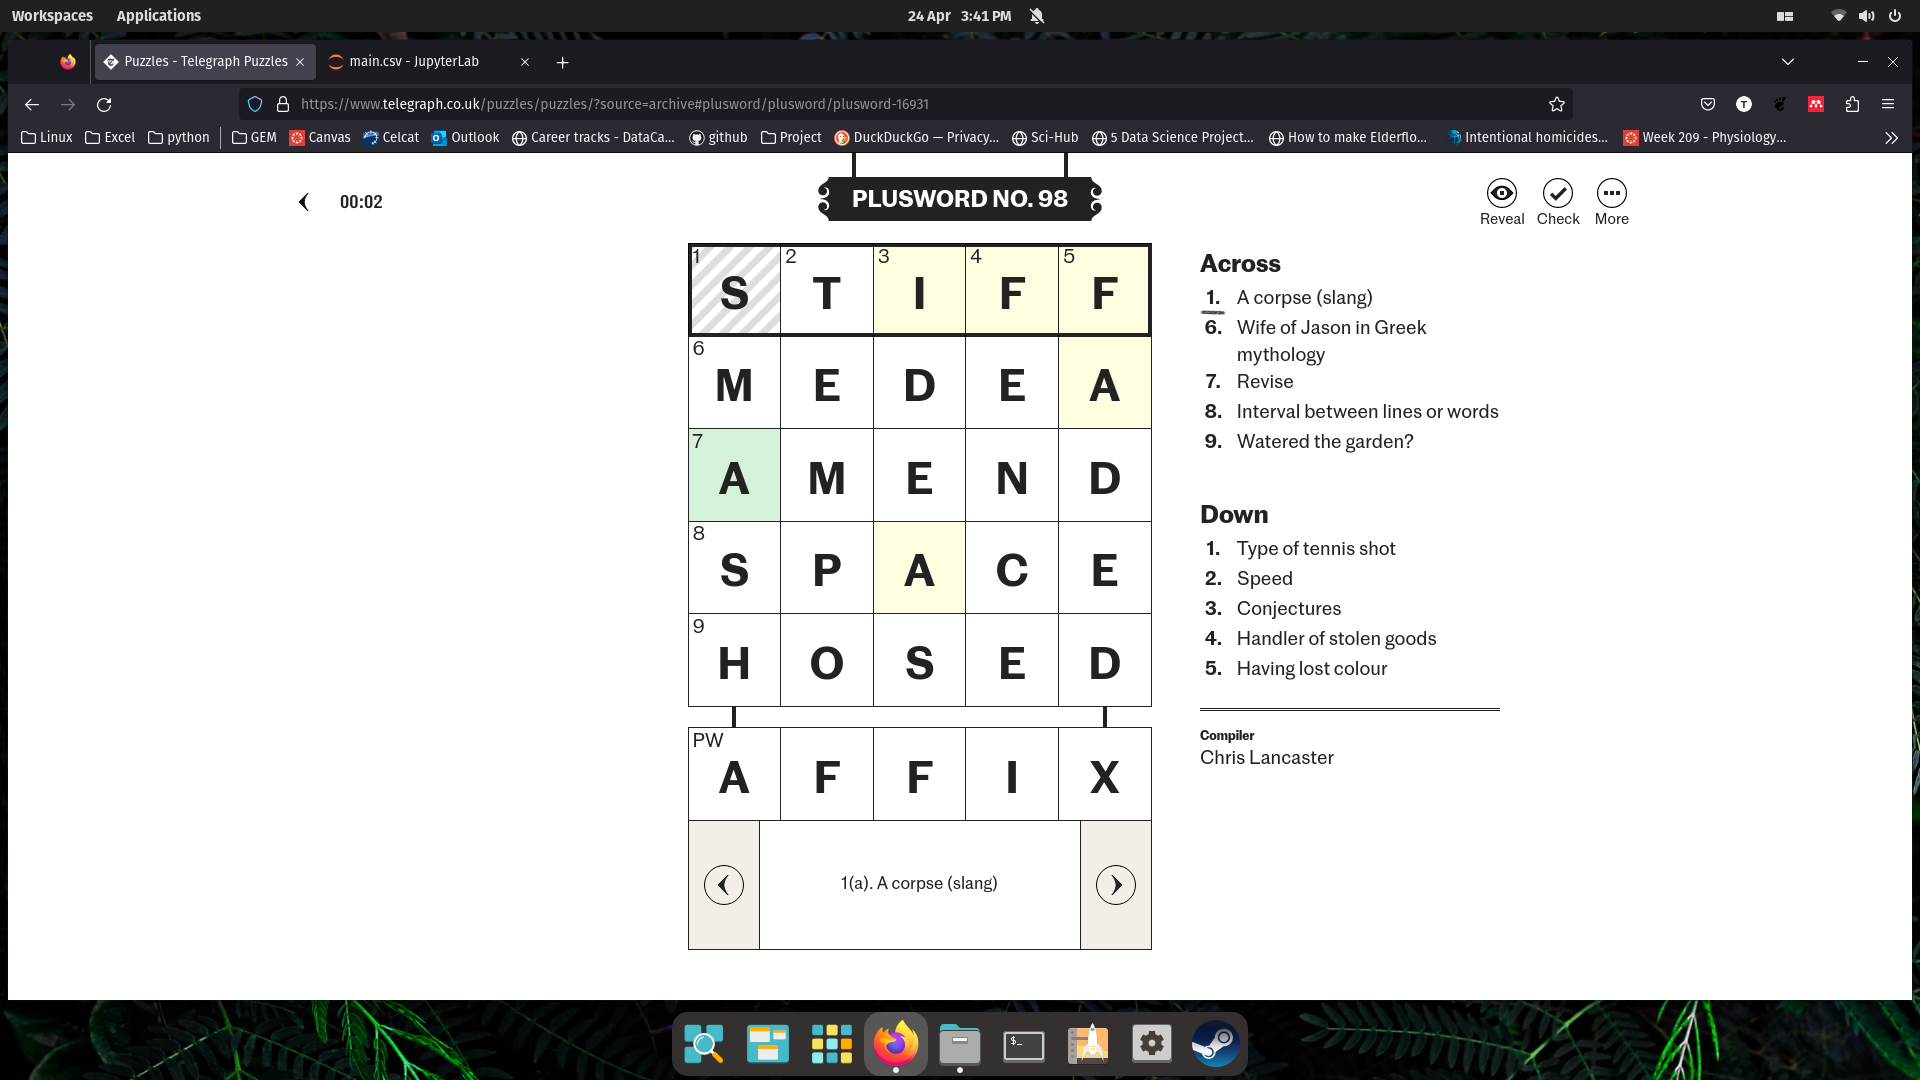 Workspaces Applications 24 Apr 3:41 PM
Puzzles - Telegraph Puzzles main.csv - JupyterLab
https://www.telegraph.co.uk/puzzles/puzzles/?source=archive#plusword/plusword/plusword-16931
Linux Excel python GEM Canvas Celcat Outlook Career tracks - DataCa... github Project DuckDuckGo — Privacy... Sci-Hub 5 Data Science Project... How to make Elderflo... Intentional homicides... Week 209 - Physiology...
00:02
PLUSWORD NO. 98
Reveal Check More
1 S 2 T 3 I 4 F 5 F
6 M E D E A
7 A M E N D
8 S P A C E
9 H O S E D
PW A F F I X
1(a). A corpse (slang)
Across
1. A corpse (slang)
6. Wife of Jason in Greek
mythology
7. Revise
8. Interval between lines or words
9. Watered the garden?
Down
1. Type of tennis shot
2. Speed
3. Conjectures
4. Handler of stolen goods
5. Having lost colour
Compiler
Chris Lancaster